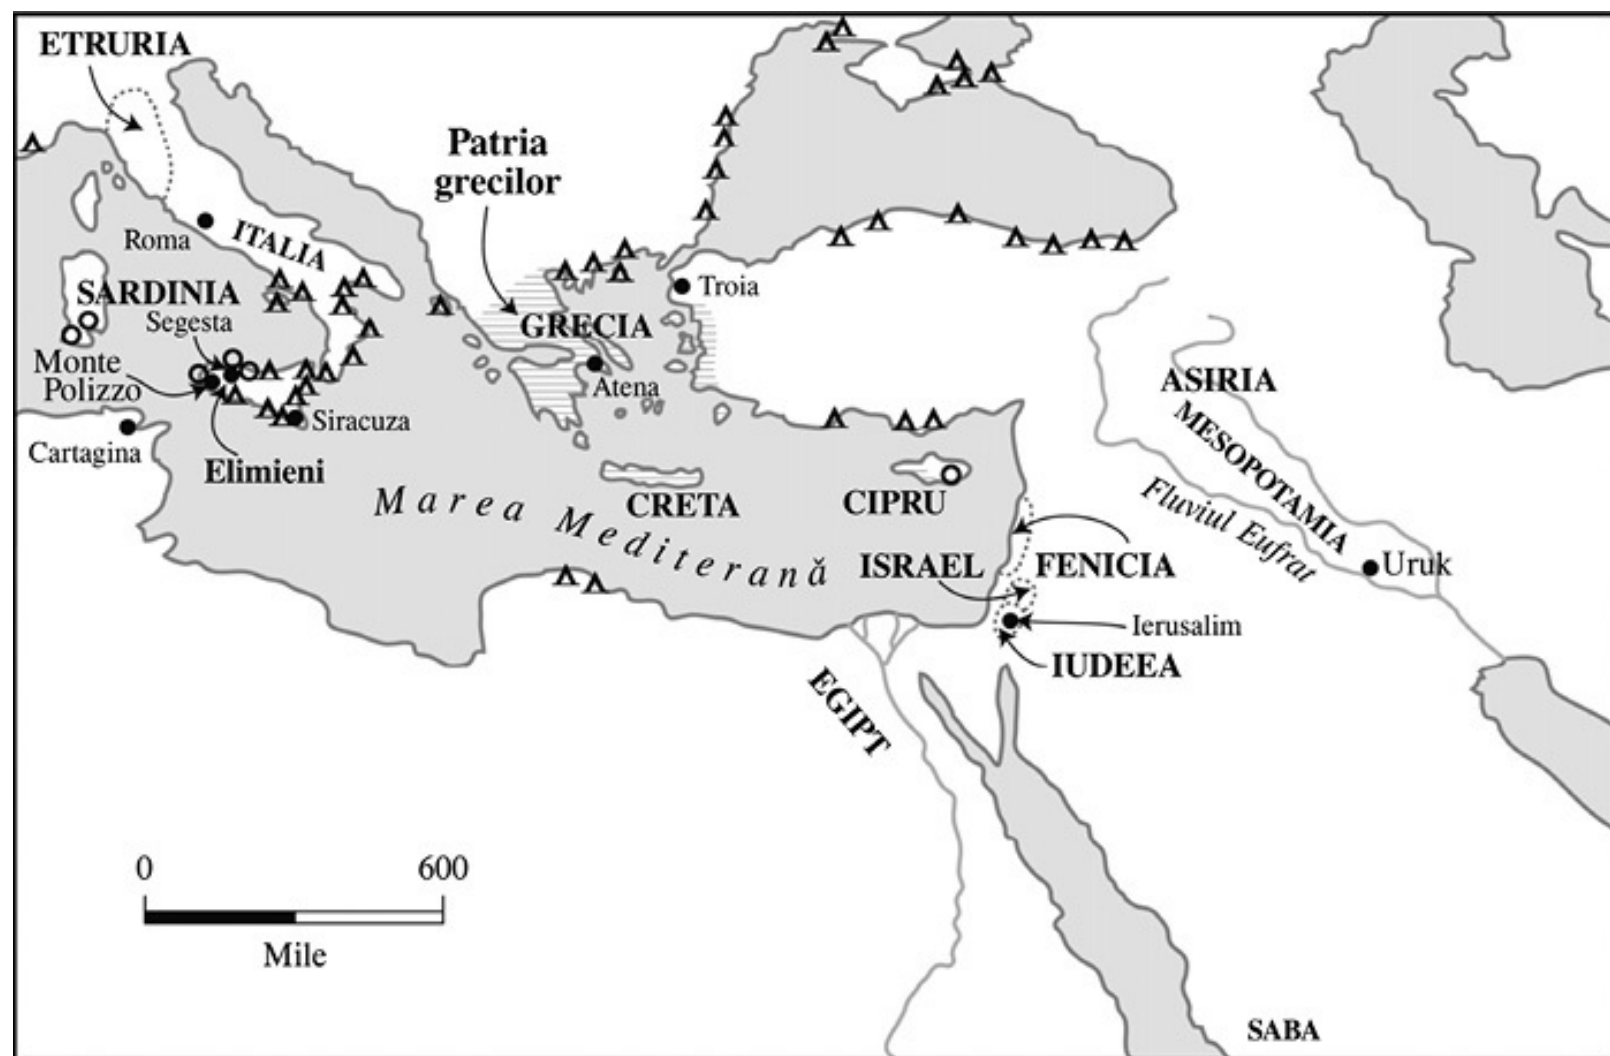 ETRURIA
Patria
grecilor
Roma
ITALIA
SARDINIA
Segesta
Troia
GRECIA
Monte
Polizzo
Atena
ASIRIA
MESOPOTAMIA
Siracuza
Cartagina
Elimieni
Marea Mediterană
CRETA
CIPRU
Fluviul Eufrat
ISRAEL
FENICIA
Uruk
Ierusalim
IUDEEA
EGIPT
0 600
Mile
SABA